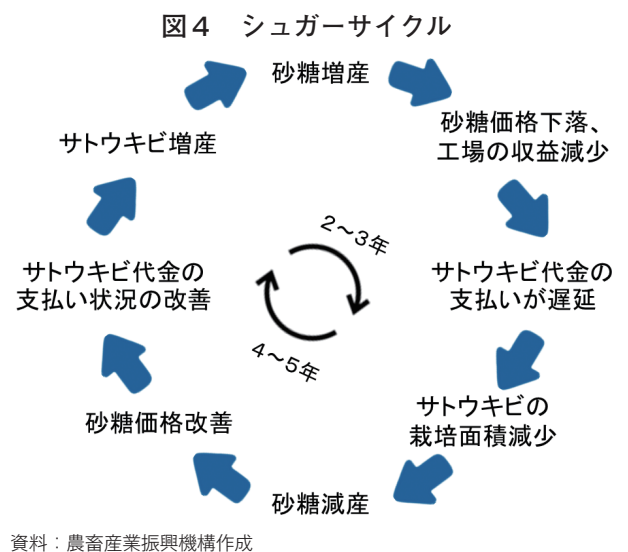 図4 シュガーサイクル
砂糖増産
砂糖価格下落、
工場の収益減少
サトウキビ代金の
支払いが遅延
サトウキビの
栽培面積減少
砂糖減産
砂糖価格改善
サトウキビ代金の
支払い状況の改善
サトウキビ増産
2～3年
4～5年
資料：農畜産業振興機構作成